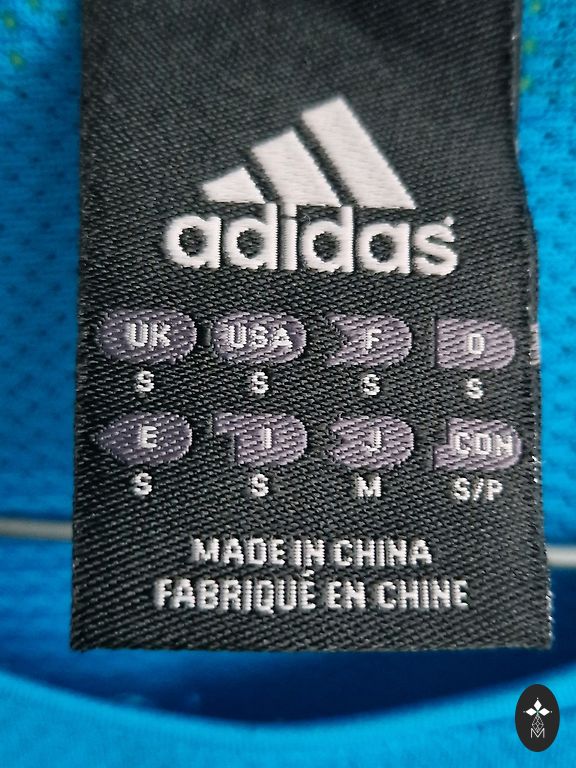 adidas
UK USA F D
S S S S
E I J CDN
S S M S/P
MADE IN CHINA
FABRIQUÉ EN CHINE
M